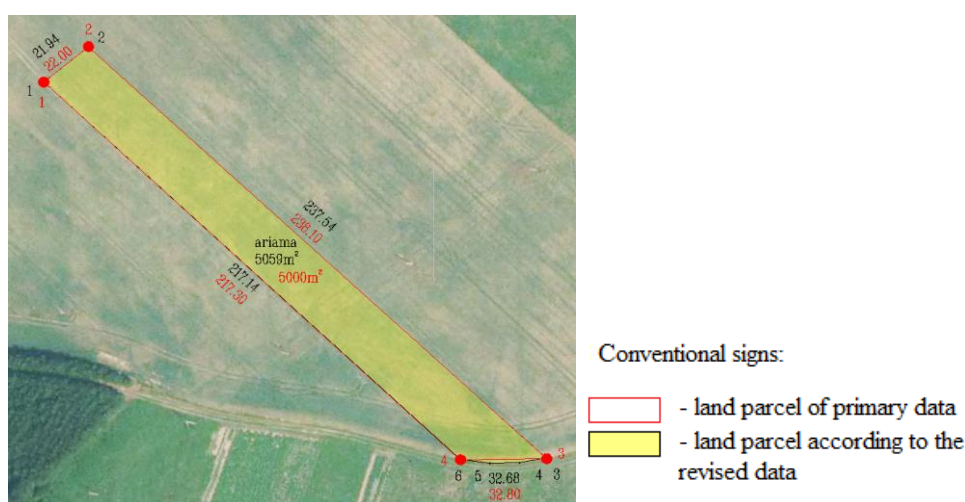 2 2
21.94
22.00
1
1
237.54
236.10
ariama
5059m²
5000m²
217.14
217.30
3
4
6 5 32.68 4 3
32.80
Conventional signs:
- land parcel of primary data
- land parcel according to the
revised data